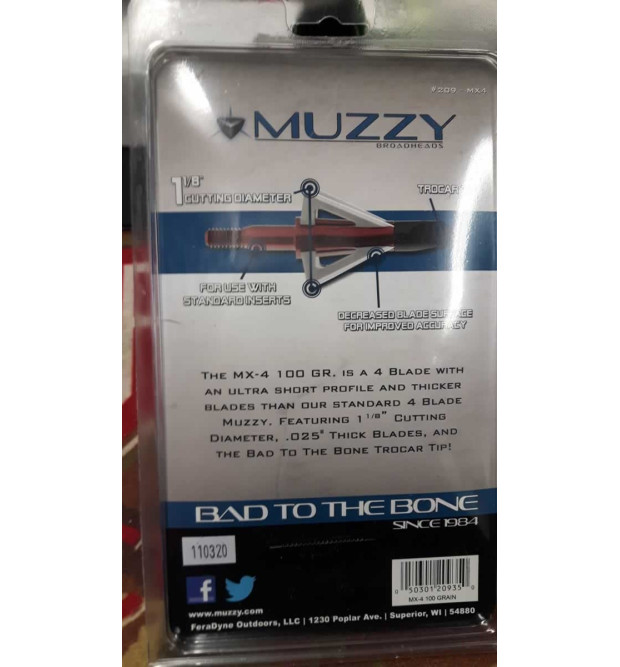 #209 - MX4
MUZZY
BROADHEADS
1 1/8"
CUTTING DIAMETER
TROCAR
FOR USE WITH
STANDARD INSERTS
DECREASED BLADE SURFACE
FOR IMPROVED ACCURACY
THE MX-4 100 GR. IS A 4 BLADE WITH
AN ULTRA SHORT PROFILE AND THICKER
BLADES THAN OUR STANDARD 4 BLADE
MUZZY. FEATURING 1 1/8" CUTTING
DIAMETER, .025" THICK BLADES, AND
THE BAD TO THE BONE TROCAR TIP!
BAD TO THE BONE
SINCE 1984
110320
0 50301 20935 0
MX-4 100 GRAIN
www.muzzy.com
FeraDyne Outdoors, LLC | 1230 Poplar Ave. | Superior, WI | 54880